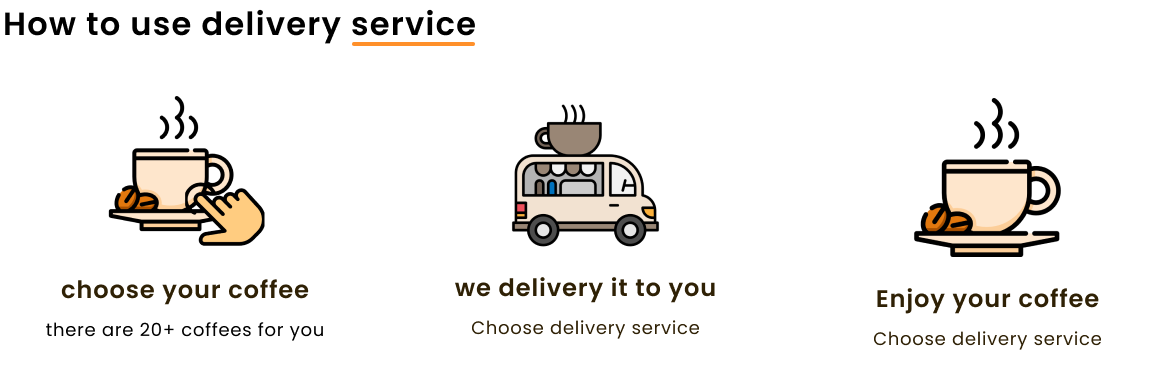 How to use delivery service
choose your coffee
there are 20+ coffees for you
we delivery it to you
Choose delivery service
Enjoy your coffee
Choose delivery service